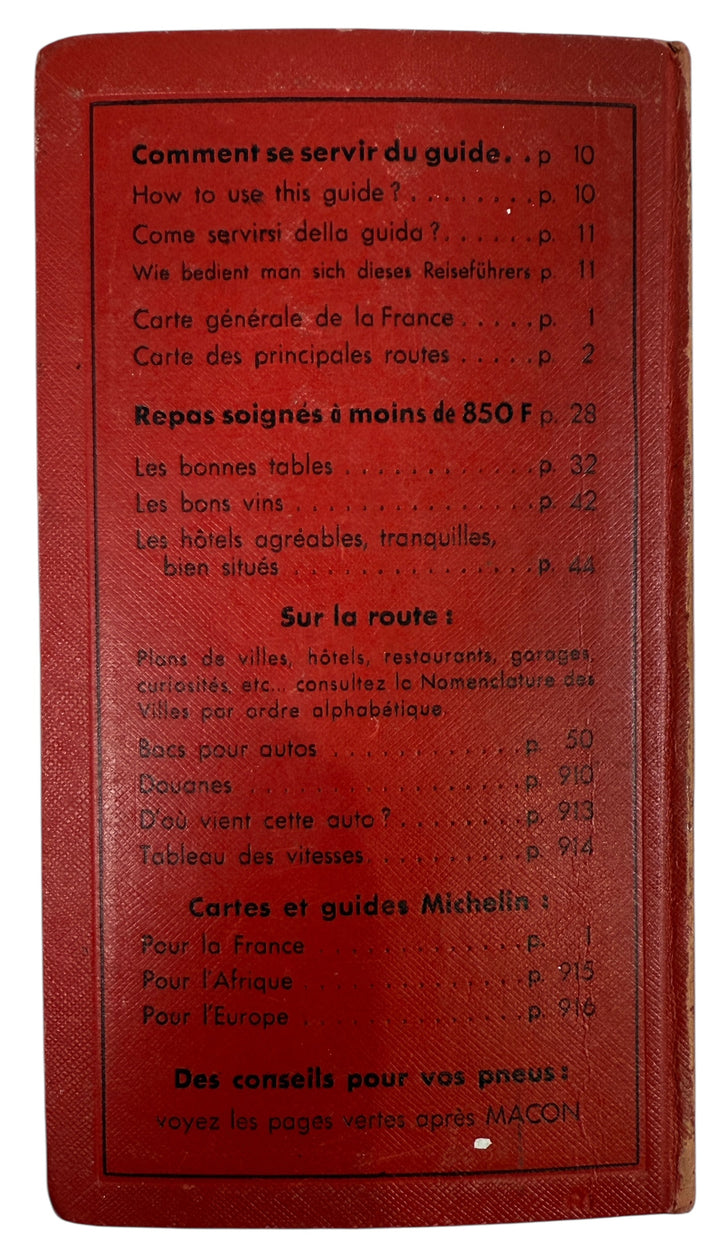 Comment se servir du guide. . p 10
How to use this guide ? . . . . . . . . p. 10
Come servirsi della guida ?. . . . . . p. 11
Wie bedient man sich dieses Reiseführers p. 11
Carte générale de la France . . . . . p. 1
Carte des principales routes . . . . . p. 2
Repas soignés à moins de 850 F p. 28
Les bonnes tables . . . . . . . . . . . . p. 32
Les bons vins . . . . . . . . . . . . . . . p. 42
Les hôtels agréables, tranquilles,
bien situés . . . . . . . . . . . . . . . p. 44
Sur la route :
Plans de villes, hôtels, restaurants, garages,
curiosités, etc... consultez la Nomenclature des
Villes par ordre alphabétique.
Bacs pour autos . . . . . . . . . . . . p. 50
Douanes . . . . . . . . . . . . . . . . . p. 910
D'où vient cette auto ? . . . . . . . . p. 913
Tableau des vitesses. . . . . . . . . . p. 914
Cartes et guides Michelin :
Pour la France . . . . . . . . . . . . . p. 1
Pour l'Afrique . . . . . . . . . . . . . . p. 915
Pour l'Europe . . . . . . . . . . . . . . p. 916
Des conseils pour vos pneus :
voyez les pages vertes après MACON